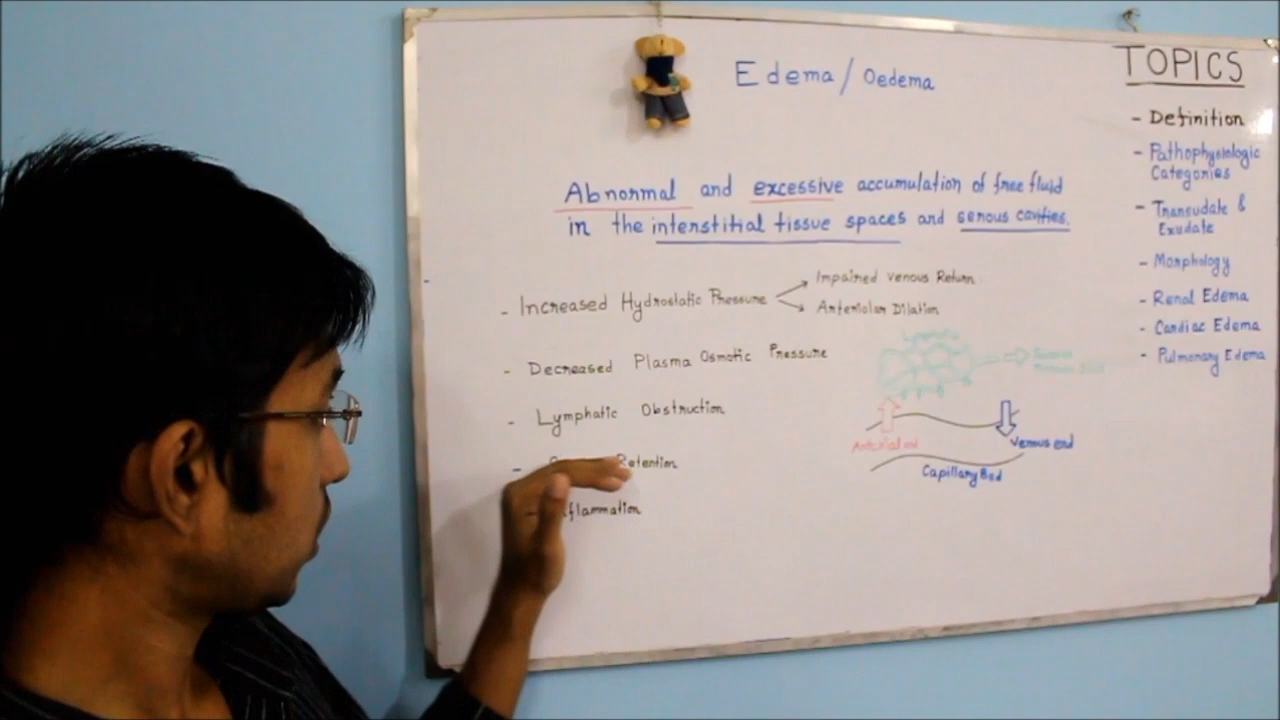 Edema / Oedema
Abnormal and excessive accumulation of free fluid
in the interstitial tissue spaces and serous cavities.
- Increased Hydrostatic Pressure
Impaired Venous Return
Arteriolar Dilation
- Decreased Plasma Osmotic Pressure
- Lymphatic Obstruction
- Retention
flammation
Arterial end
Venous end
Capillary Bed
TOPICS
- Definition
- Pathophysiologic
Categories
- Transudate &
Exudate
- Morphology
- Renal Edema
- Cardiac Edema
- Pulmonary Edema